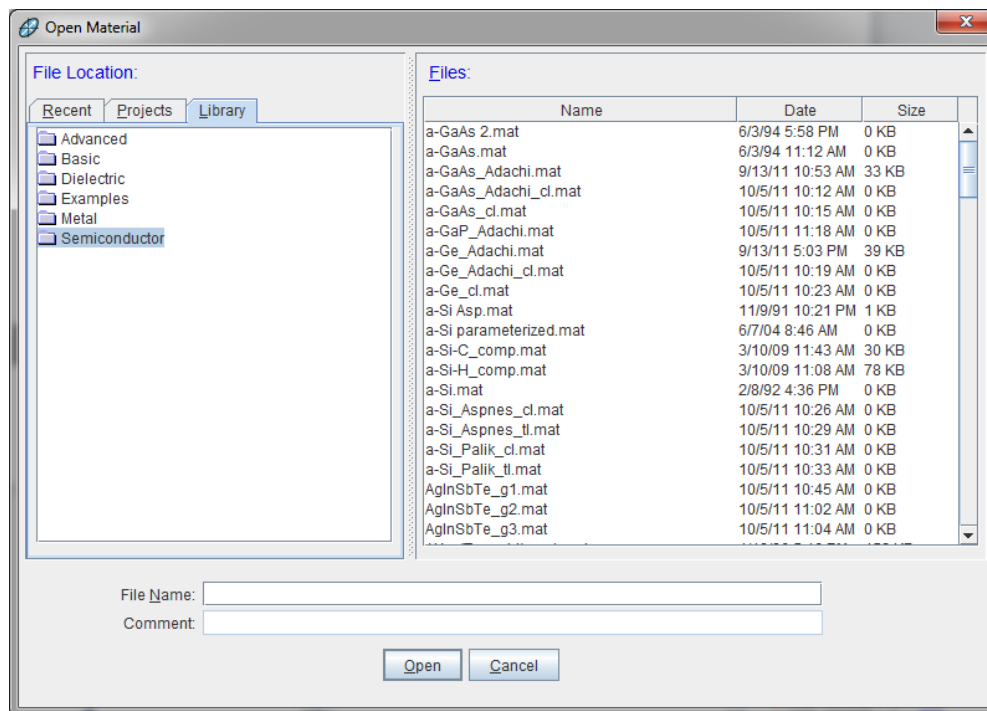 Open Material
File Location:
Recent Projects Library
Advanced
Basic
Dielectric
Examples
Metal
Semiconductor
Files:
Name Date Size
a-GaAs 2.mat 6/3/94 5:58 PM 0 KB
a-GaAs.mat 6/3/94 11:12 AM 0 KB
a-GaAs_Adachi.mat 9/13/11 10:53 AM 33 KB
a-GaAs_Adachi_cl.mat 10/5/11 10:12 AM 0 KB
a-GaAs_cl.mat 10/5/11 10:15 AM 0 KB
a-GaP_Adachi.mat 10/5/11 11:18 AM 0 KB
a-Ge_Adachi.mat 9/13/11 5:03 PM 39 KB
a-Ge_Adachi_cl.mat 10/5/11 10:19 AM 0 KB
a-Ge_cl.mat 10/5/11 10:23 AM 0 KB
a-Si Asp.mat 11/9/91 10:21 PM 1 KB
a-Si parameterized.mat 6/7/04 8:46 AM 0 KB
a-Si-C_comp.mat 3/10/09 11:43 AM 30 KB
a-Si-H_comp.mat 3/10/09 11:08 AM 78 KB
a-Si.mat 2/8/92 4:36 PM 0 KB
a-Si_Aspnes_cl.mat 10/5/11 10:26 AM 0 KB
a-Si_Aspnes_tl.mat 10/5/11 10:29 AM 0 KB
a-Si_Palik_cl.mat 10/5/11 10:31 AM 0 KB
a-Si_Palik_tl.mat 10/5/11 10:33 AM 0 KB
AgInSbTe_g1.mat 10/5/11 10:45 AM 0 KB
AgInSbTe_g2.mat 10/5/11 11:02 AM 0 KB
AgInSbTe_g3.mat 10/5/11 11:04 AM 0 KB
File Name:
Comment:
Open Cancel